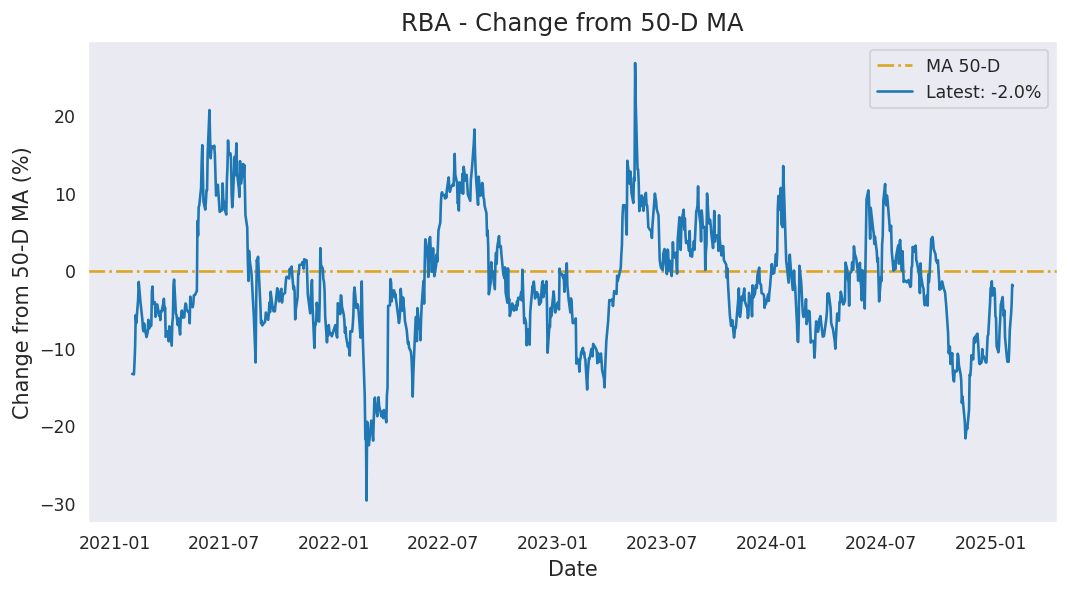 RBA - Change from 50-D MA
MA 50-D
Latest: -2.0%
Change from 50-D MA (%)
20
10
0
−10
−20
−30
2021-01 2021-07 2022-01 2022-07 2023-01 2023-07 2024-01 2024-07 2025-01
Date